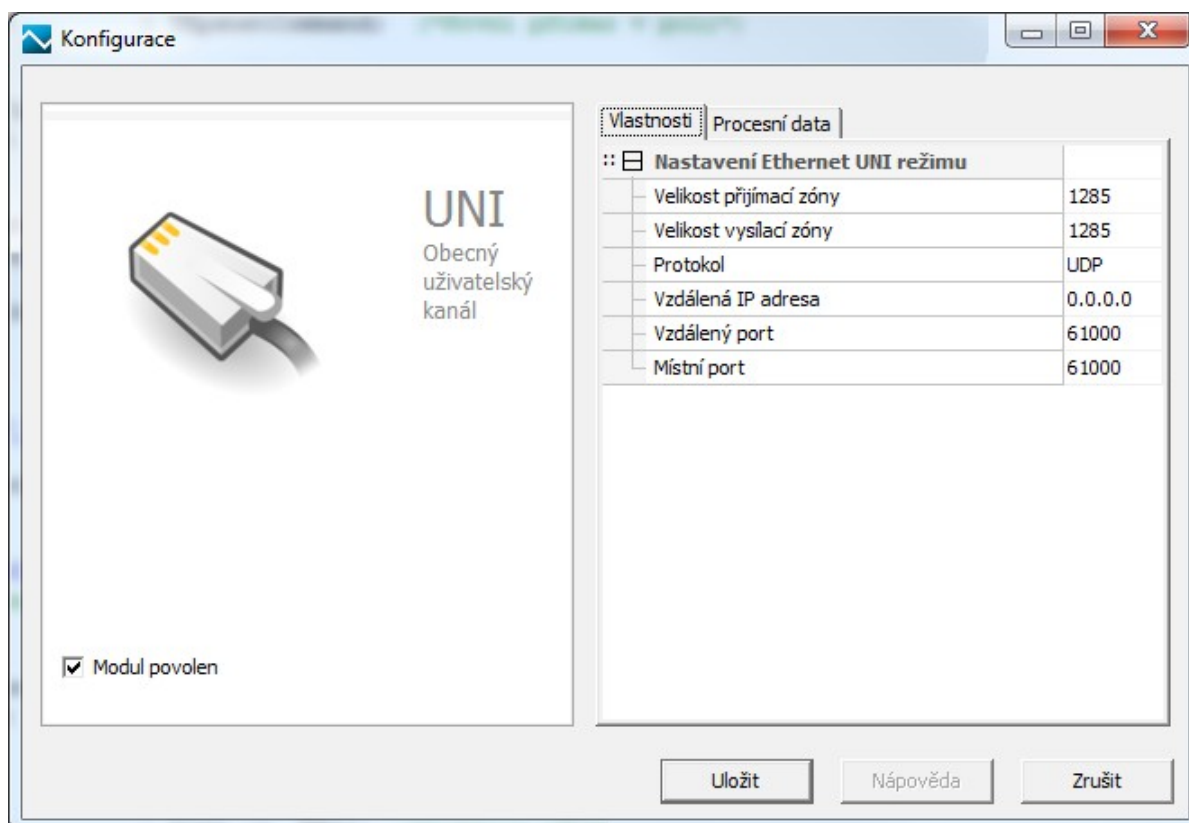 Konfigurace
UNI
Obecný
uživatelský
kanál
Modul povolen
Vlastnosti
Procesní data
Nastavení Ethernet UNI režimu
Velikost přijímací zóny 1285
Velikost vysílací zóny 1285
Protokol UDP
Vzdálená IP adresa 0.0.0.0
Vzdálený port 61000
Místní port 61000
Uložit
Nápověda
Zrušit